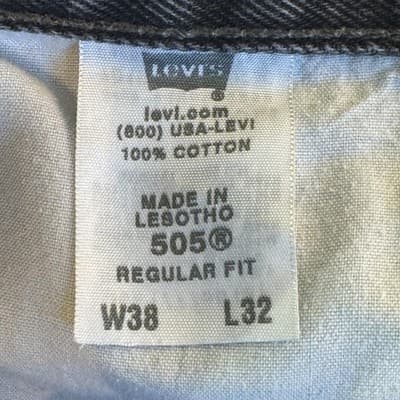 LEVI'S
®
levi.com
(800) USA-LEVI
100% COTTON
MADE IN
LESOTHO
505®
REGULAR FIT
W38 L32